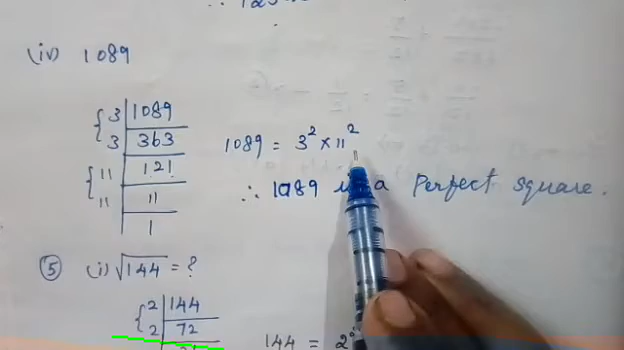 (iv) 1089
3 | 1089
3 | 363
11 | 121
11 | 11
1
1089 = 3² × 11²
∴ 1089 is a Perfect Square.
⑤ (i) √144 = ?
2 | 144
2 | 72
144 =